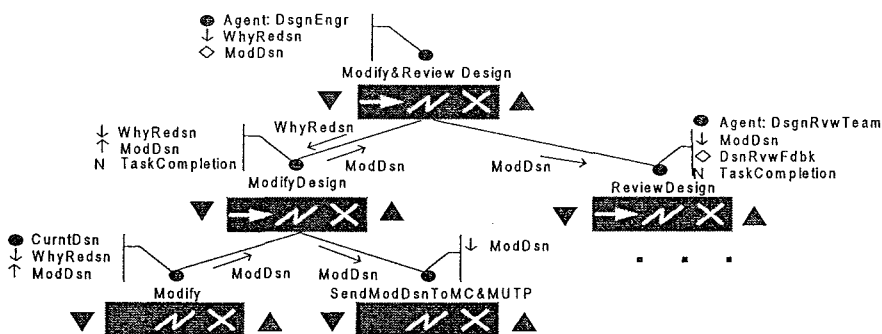 Agent: DsgnEngr
WhyRedsn
ModDsn
Modify&Review Design
WhyRedsn
ModDsn
N TaskCompletion
WhyRedsn
ModDsn
ModDsn
Agent: DsgnRvwTeam
ModDsn
DsnRvwFdbk
N TaskCompletion
ModifyDesign
ReviewDesign
CurntDsn
WhyRedsn
ModDsn
ModDsn
ModDsn
ModDsn
Modify
SendModDsnToMC&MUTP